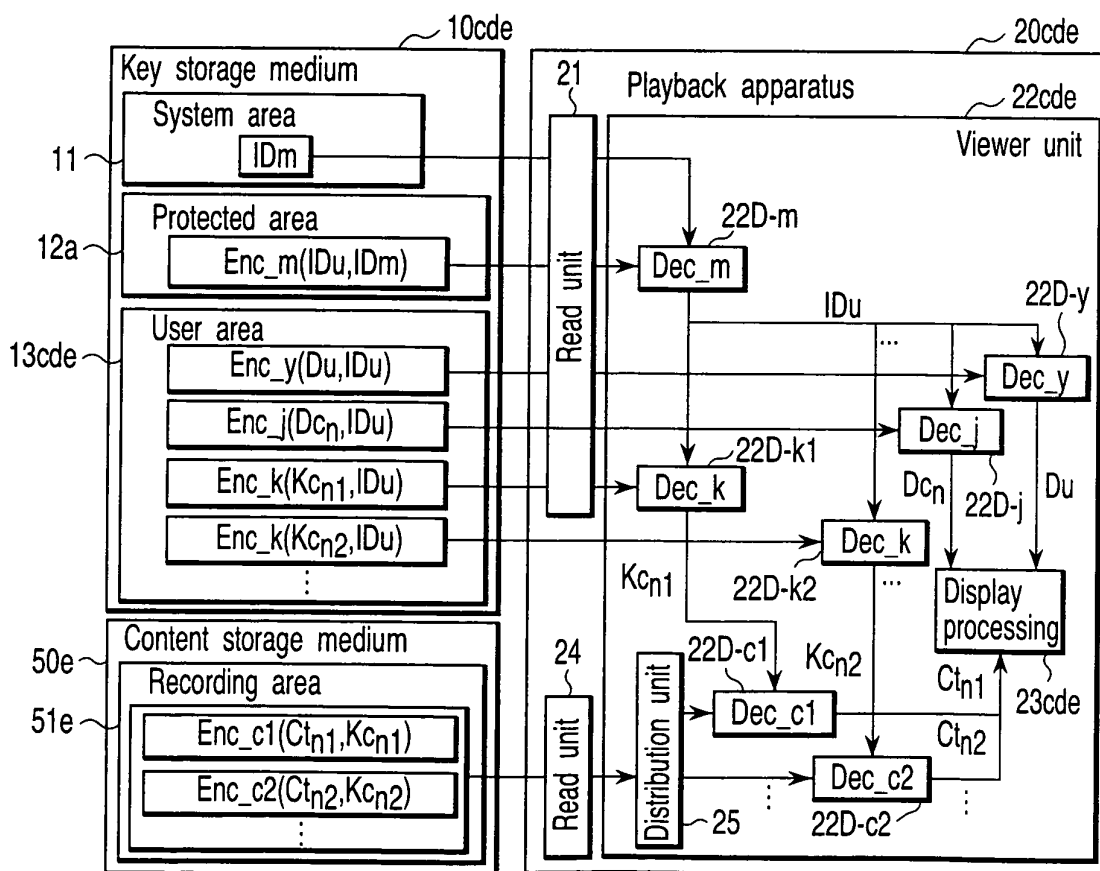 10cde
20cde
Key storage medium
21
Playback apparatus
22cde
System area
IDm
11
Viewer unit
Protected area
12a
Enc_m(IDu,IDm)
22D-m
Dec_m
Read unit
IDu
22D-y
User area
13cde
...
Enc_y(Du,IDu)
Dec_y
Enc_j(Dcn,IDu)
Dec_j
22D-k1
Enc_k(Kcn1,IDu)
Dec_k
Dcn
22D-j
Du
Enc_k(Kcn2,IDu)
Dec_k
⋮
Kcn1
22D-k2
...
Display
processing
Content storage medium
50e
24
22D-c1
Kcn2
Ctn1
23cde
Recording area
51e
Dec_c1
Enc_c1(Ctn1,Kcn1)
Ctn2
Read unit
Distribution unit
Enc_c2(Ctn2,Kcn2)
Dec_c2
⋮
⋮
⋮
25
22D-c2